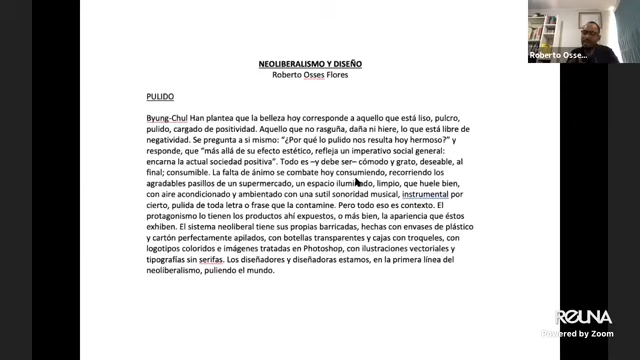 NEOLIBERALISMO Y DISEÑO
Roberto Osses Flores
PULIDO
Byung-Chul Han plantea que la belleza hoy corresponde a aquello que está liso, pulcro,
pulido, cargado de positividad. Aquello que no rasguña, daña ni hiere, lo que está libre de
negatividad. Se pregunta a si mismo: “¿Por qué lo pulido nos resulta hoy hermoso?” y
responde, que “más allá de su efecto estético, refleja un imperativo social general:
encarna la actual sociedad positiva”. Todo es –y debe ser– cómodo y grato, deseable, al
final; consumible. La falta de ánimo se combate hoy consumiendo, recorriendo los
agradables pasillos de un supermercado, un espacio iluminado, limpio, que huele bien,
con aire acondicionado y ambientado con una sutil sonoridad musical, instrumental por
cierto, pulida de toda letra o frase que la contamine. Pero todo eso es contexto. El
protagonismo lo tienen los productos ahí expuestos, o más bien, la apariencia que éstos
exhiben. El sistema neoliberal tiene sus propias barricadas, hechas con envases de plástico
y cartón perfectamente apilados, con botellas transparentes y cajas con troqueles, con
logotipos coloridos e imágenes tratadas en Photoshop, con ilustraciones vectoriales y
tipografías sin serifas. Los diseñadores y diseñadoras estamos, en la primera línea del
neoliberalismo, puliendo el mundo.
Roberto Osse...
REUNA
Powered by Zoom